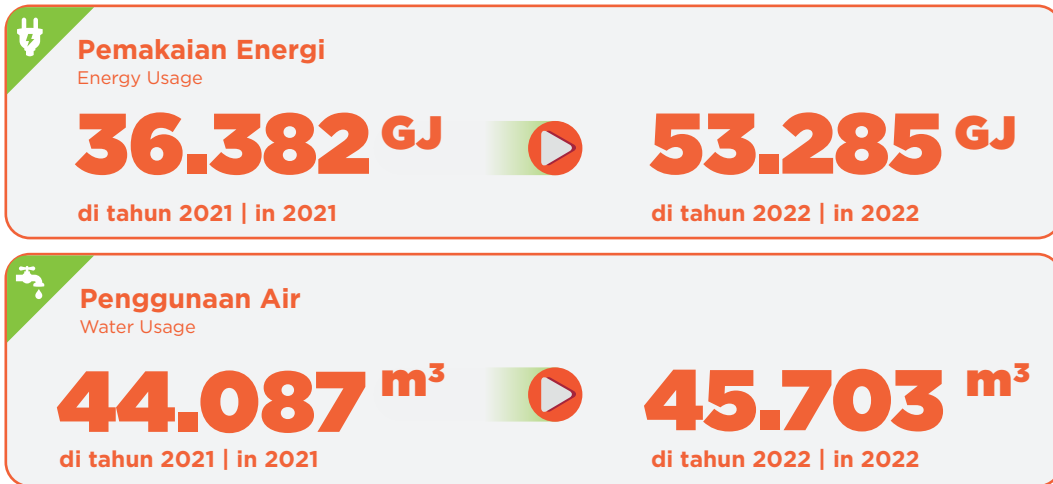 Pemakaian Energi
Energy Usage
36.382 GJ
53.285 GJ
di tahun 2021 | in 2021
di tahun 2022 | in 2022
Penggunaan Air
Water Usage
44.087 m³
45.703 m³
di tahun 2021 | in 2021
di tahun 2022 | in 2022